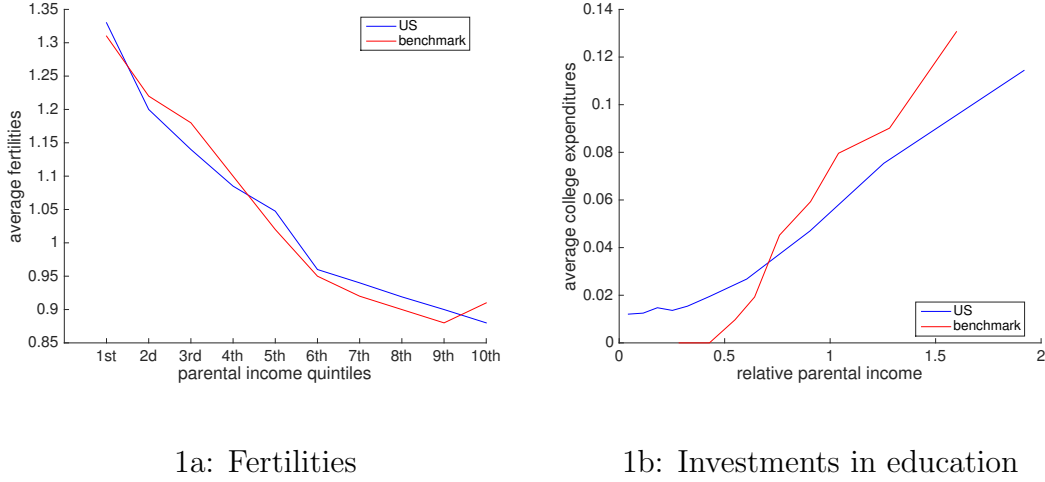 1.35
1.3
1.25
1.2
1.15
1.1
1.05
1
0.95
0.9
0.85
average fertilities
US
benchmark
1st 2d 3rd 4th 5th 6th 7th 8th 9th 10th
parental income quintiles
1a: Fertilities
0.14
0.12
0.1
0.08
0.06
0.04
0.02
0
average college expenditures
US
benchmark
0 0.5 1 1.5 2
relative parental income
1b: Investments in education